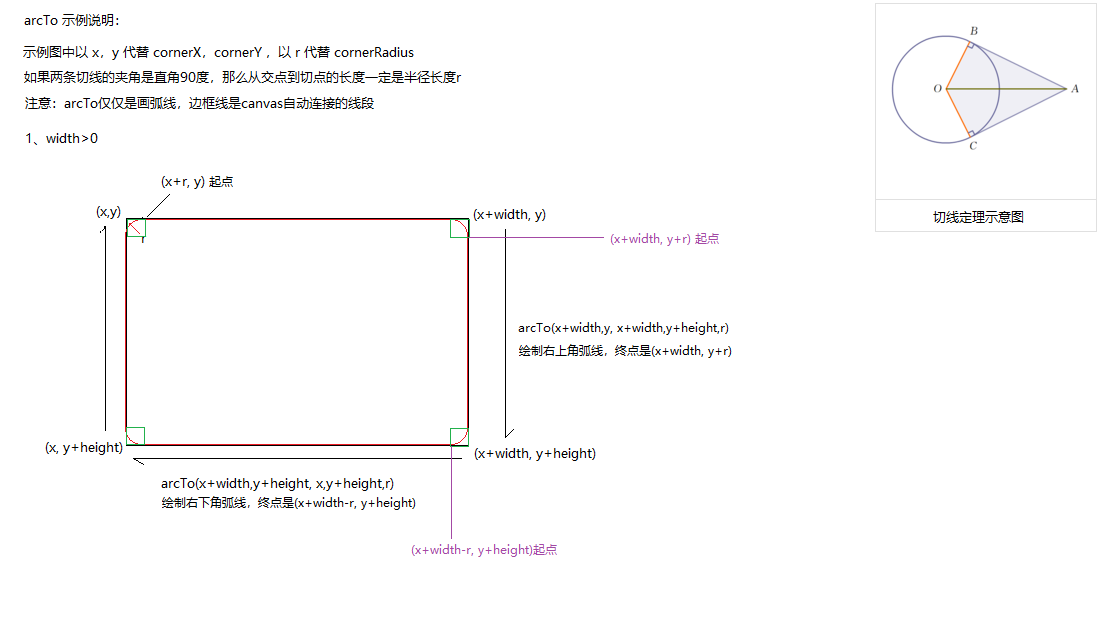 arcTo 示例说明：
示例图中以 x，y 代替 cornerX，cornerY ，以 r 代替 cornerRadius
如果两条切线的夹角是直角90度，那么从交点到切点的长度一定是半径长度r
注意：arcTo仅仅是画弧线，边框线是canvas自动连接的线段
1、width>0
B
O
A
C
切线定理示意图
(x+r, y) 起点
(x,y)
(x+width, y)
r
(x+width, y+r) 起点
arcTo(x+width,y, x+width,y+height,r)
绘制右上角弧线，终点是(x+width, y+r)
(x, y+height)
(x+width, y+height)
arcTo(x+width,y+height, x,y+height,r)
绘制右下角弧线，终点是(x+width-r, y+height)
(x+width-r, y+height)起点